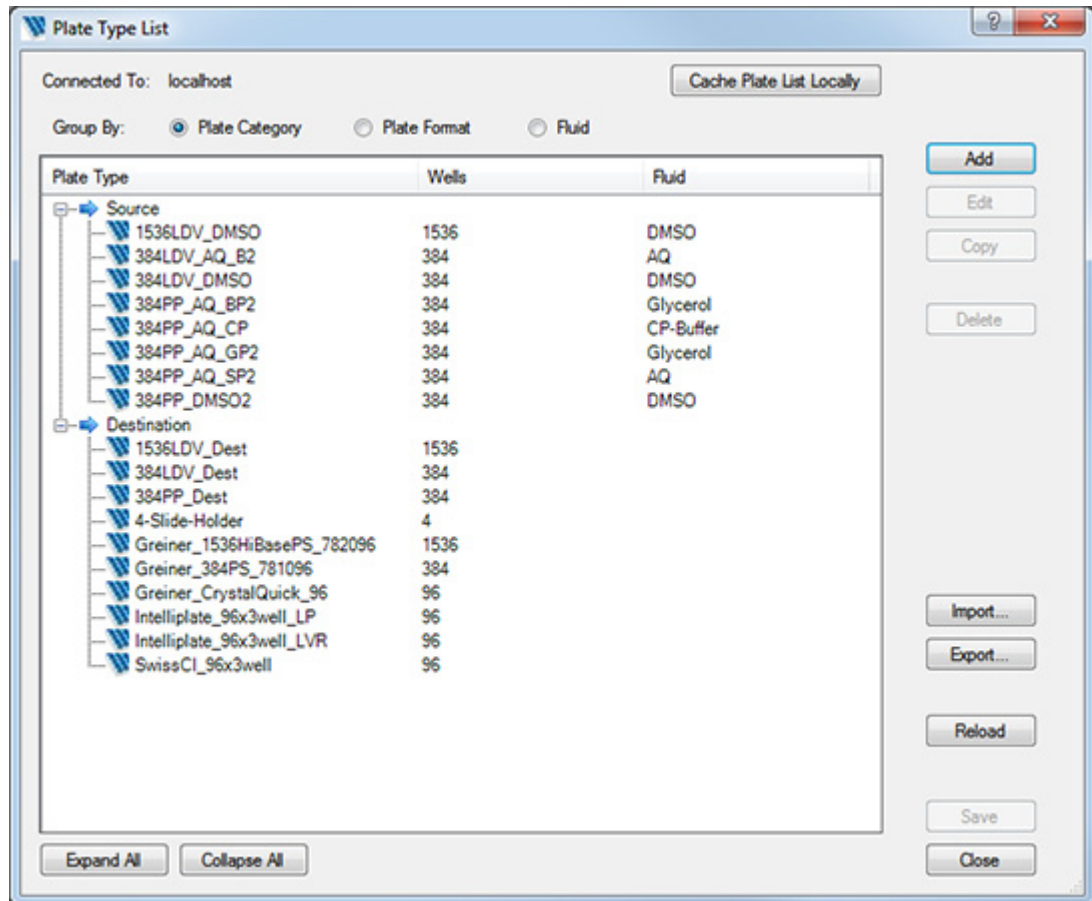 Plate Type List
Connected To: localhost Cache Plate List Locally
Group By: Plate Category Plate Format Fluid
Add
Plate Type Wells Fluid
Edit
Source
1536LDV_DMSO 1536 DMSO
Copy
384LDV_AQ_B2 384 AQ
384LDV_DMSO 384 DMSO
384PP_AQ_BP2 384 Glycerol
Delete
384PP_AQ_CP 384 CP-Buffer
384PP_AQ_GP2 384 Glycerol
384PP_AQ_SP2 384 AQ
384PP_DMSO2 384 DMSO
Destination
1536LDV_Dest 1536
384LDV_Dest 384
384PP_Dest 384
4-Slide-Holder 4
Greiner_1536HiBasePS_782096 1536
Greiner_384PS_781096 384
Greiner_CrystalQuick_96 96
Intelliplate_96x3well_LP 96
Import...
Intelliplate_96x3well_LVR 96
Export...
SwissCI_96x3well 96
Reload
Save
Expand All Collapse All Close